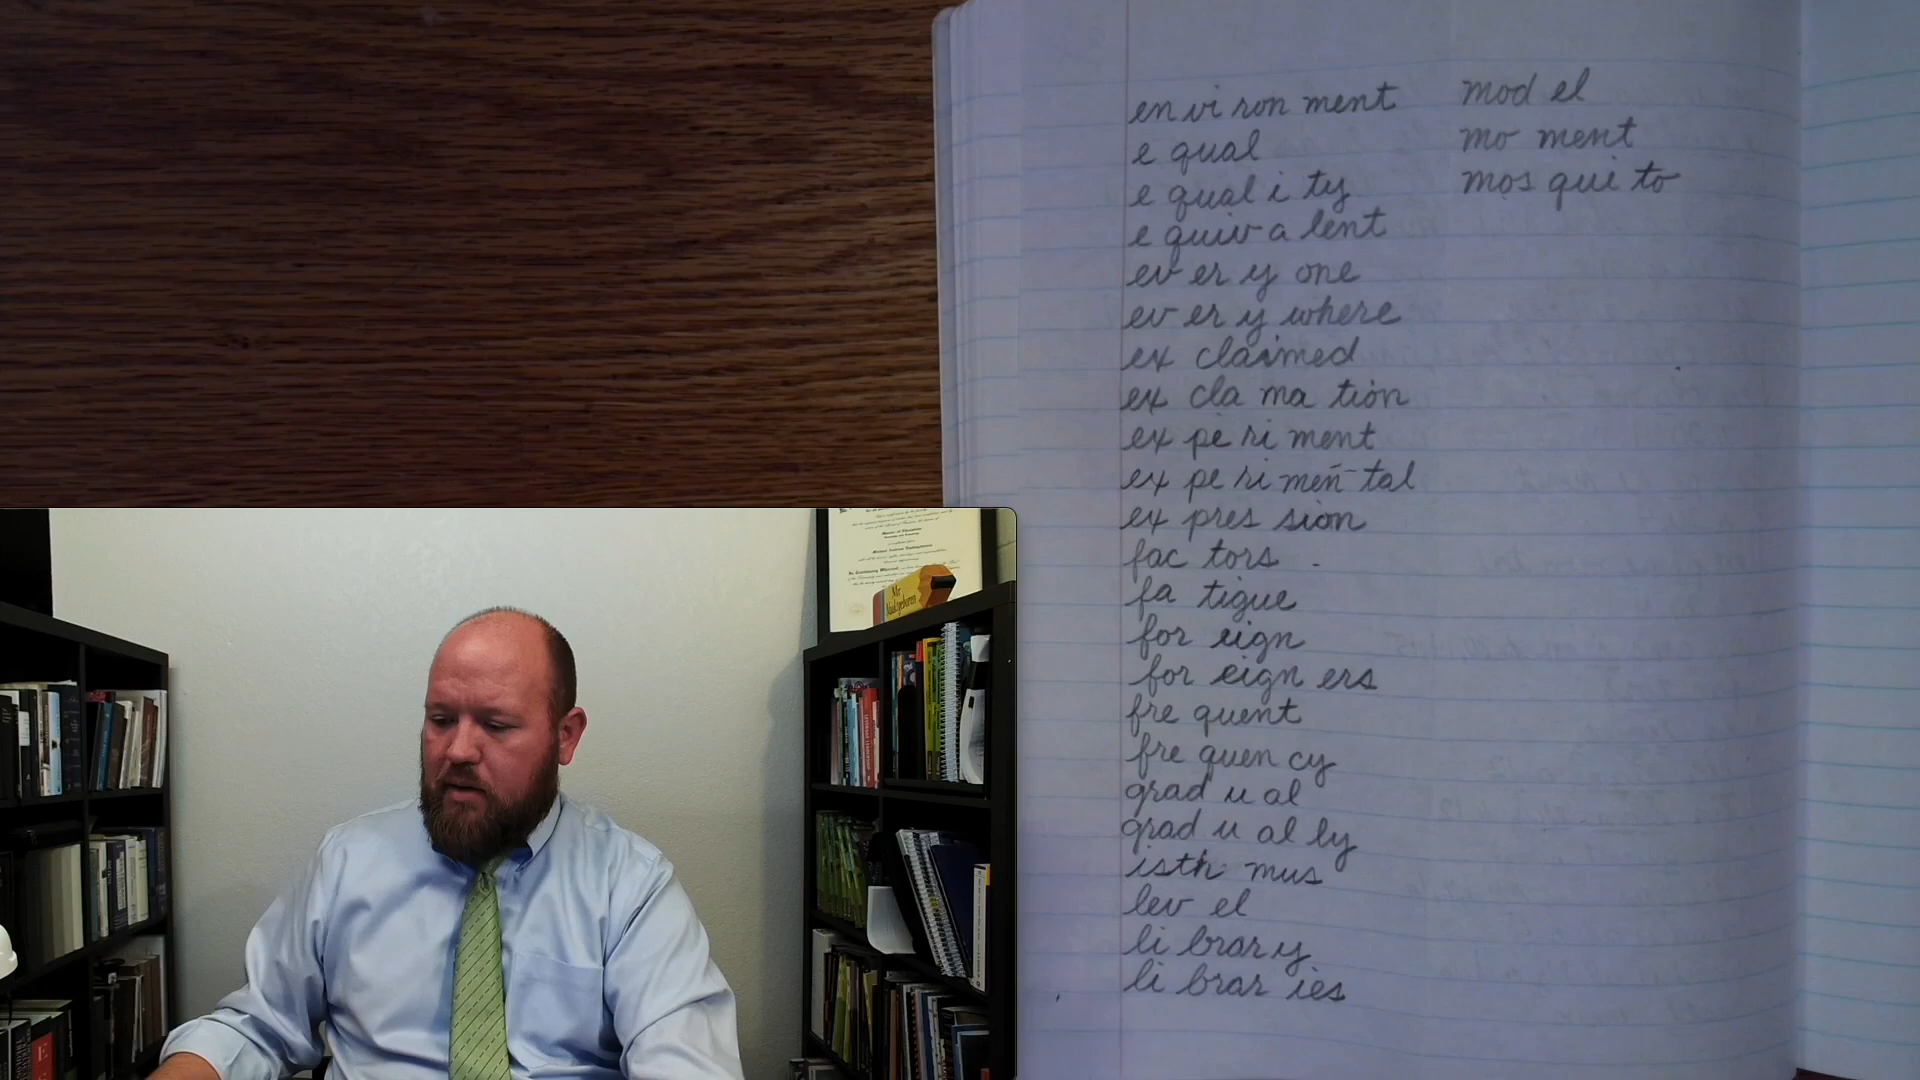 en vi ron ment
e qual
e qual i ty
e quiv a lent
ev er y one
ev er y where
ex claimed
ex cla ma tion
ex pe ri ment
ex pe ri men tal
ex pres sion
fac tors
fa tigue
for eign
for eign ers
fre quent
fre quen cy
grad u al
grad u al ly
isth mus
lev el
li brar y
li brar ies
mod el
mo ment
mos qui to
Mr